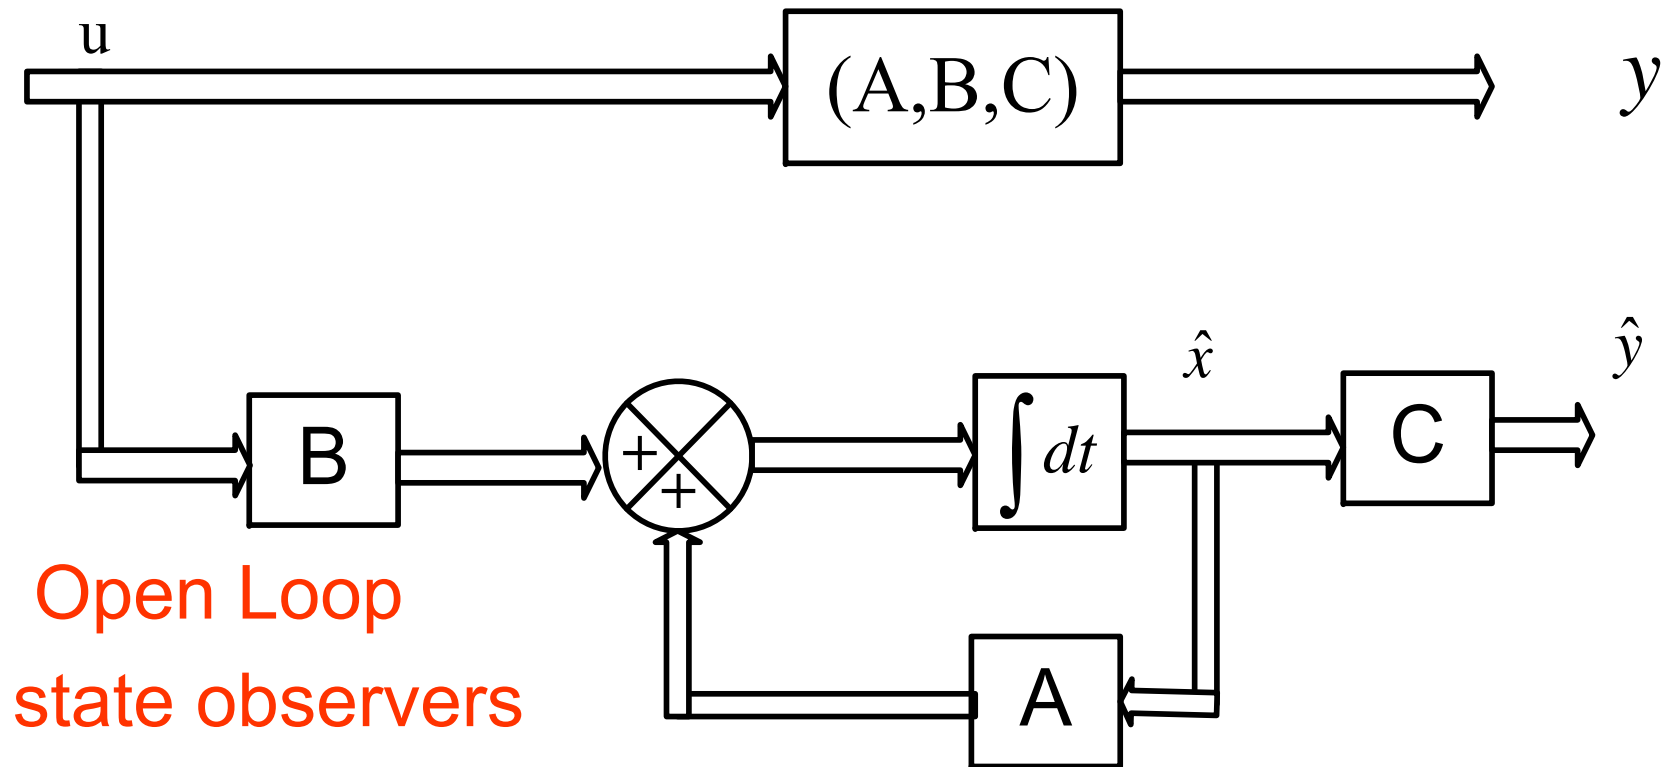 u
(A,B,C)
y
B
+
+
∫ dt
x̂
C
ŷ
Open Loop
state observers
A